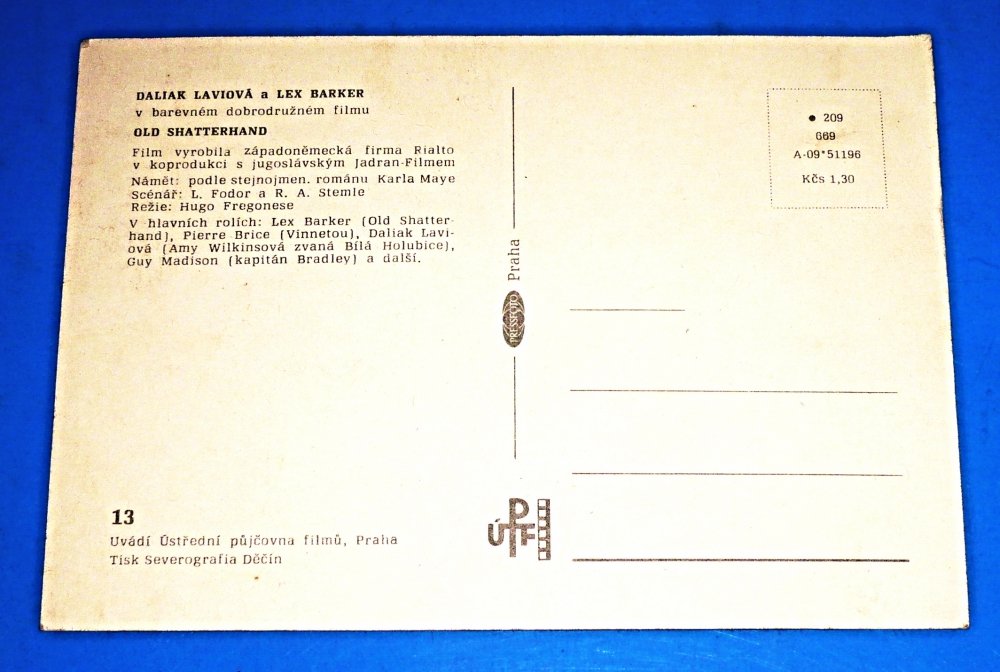 DALIAK LAVIOVÁ a LEX BARKER
v barevném dobrodružném filmu
OLD SHATTERHAND
Film vyrobila západoněmecká firma Rialto
v koprodukci s jugoslávským Jadran-Filmem
Námět: podle stejnojmen. románu Karla Maye
Scénář: L. Fodor a R. A. Stemle
Režie: Hugo Fregonese
V hlavních rolích: Lex Barker (Old Shatter-
hand), Pierre Brice (Vinnetou), Daliak Lavi-
ová (Amy Wilkinsová zvaná Bílá Holubice),
Guy Madison (kapitán Bradley) a další.
13
Uvádí Ústřední půjčovna filmů, Praha
Tisk Severografia Děčín
PRESSFOTO Praha
ÚPTF
● 209
669
A-09*51196
Kčs 1,30